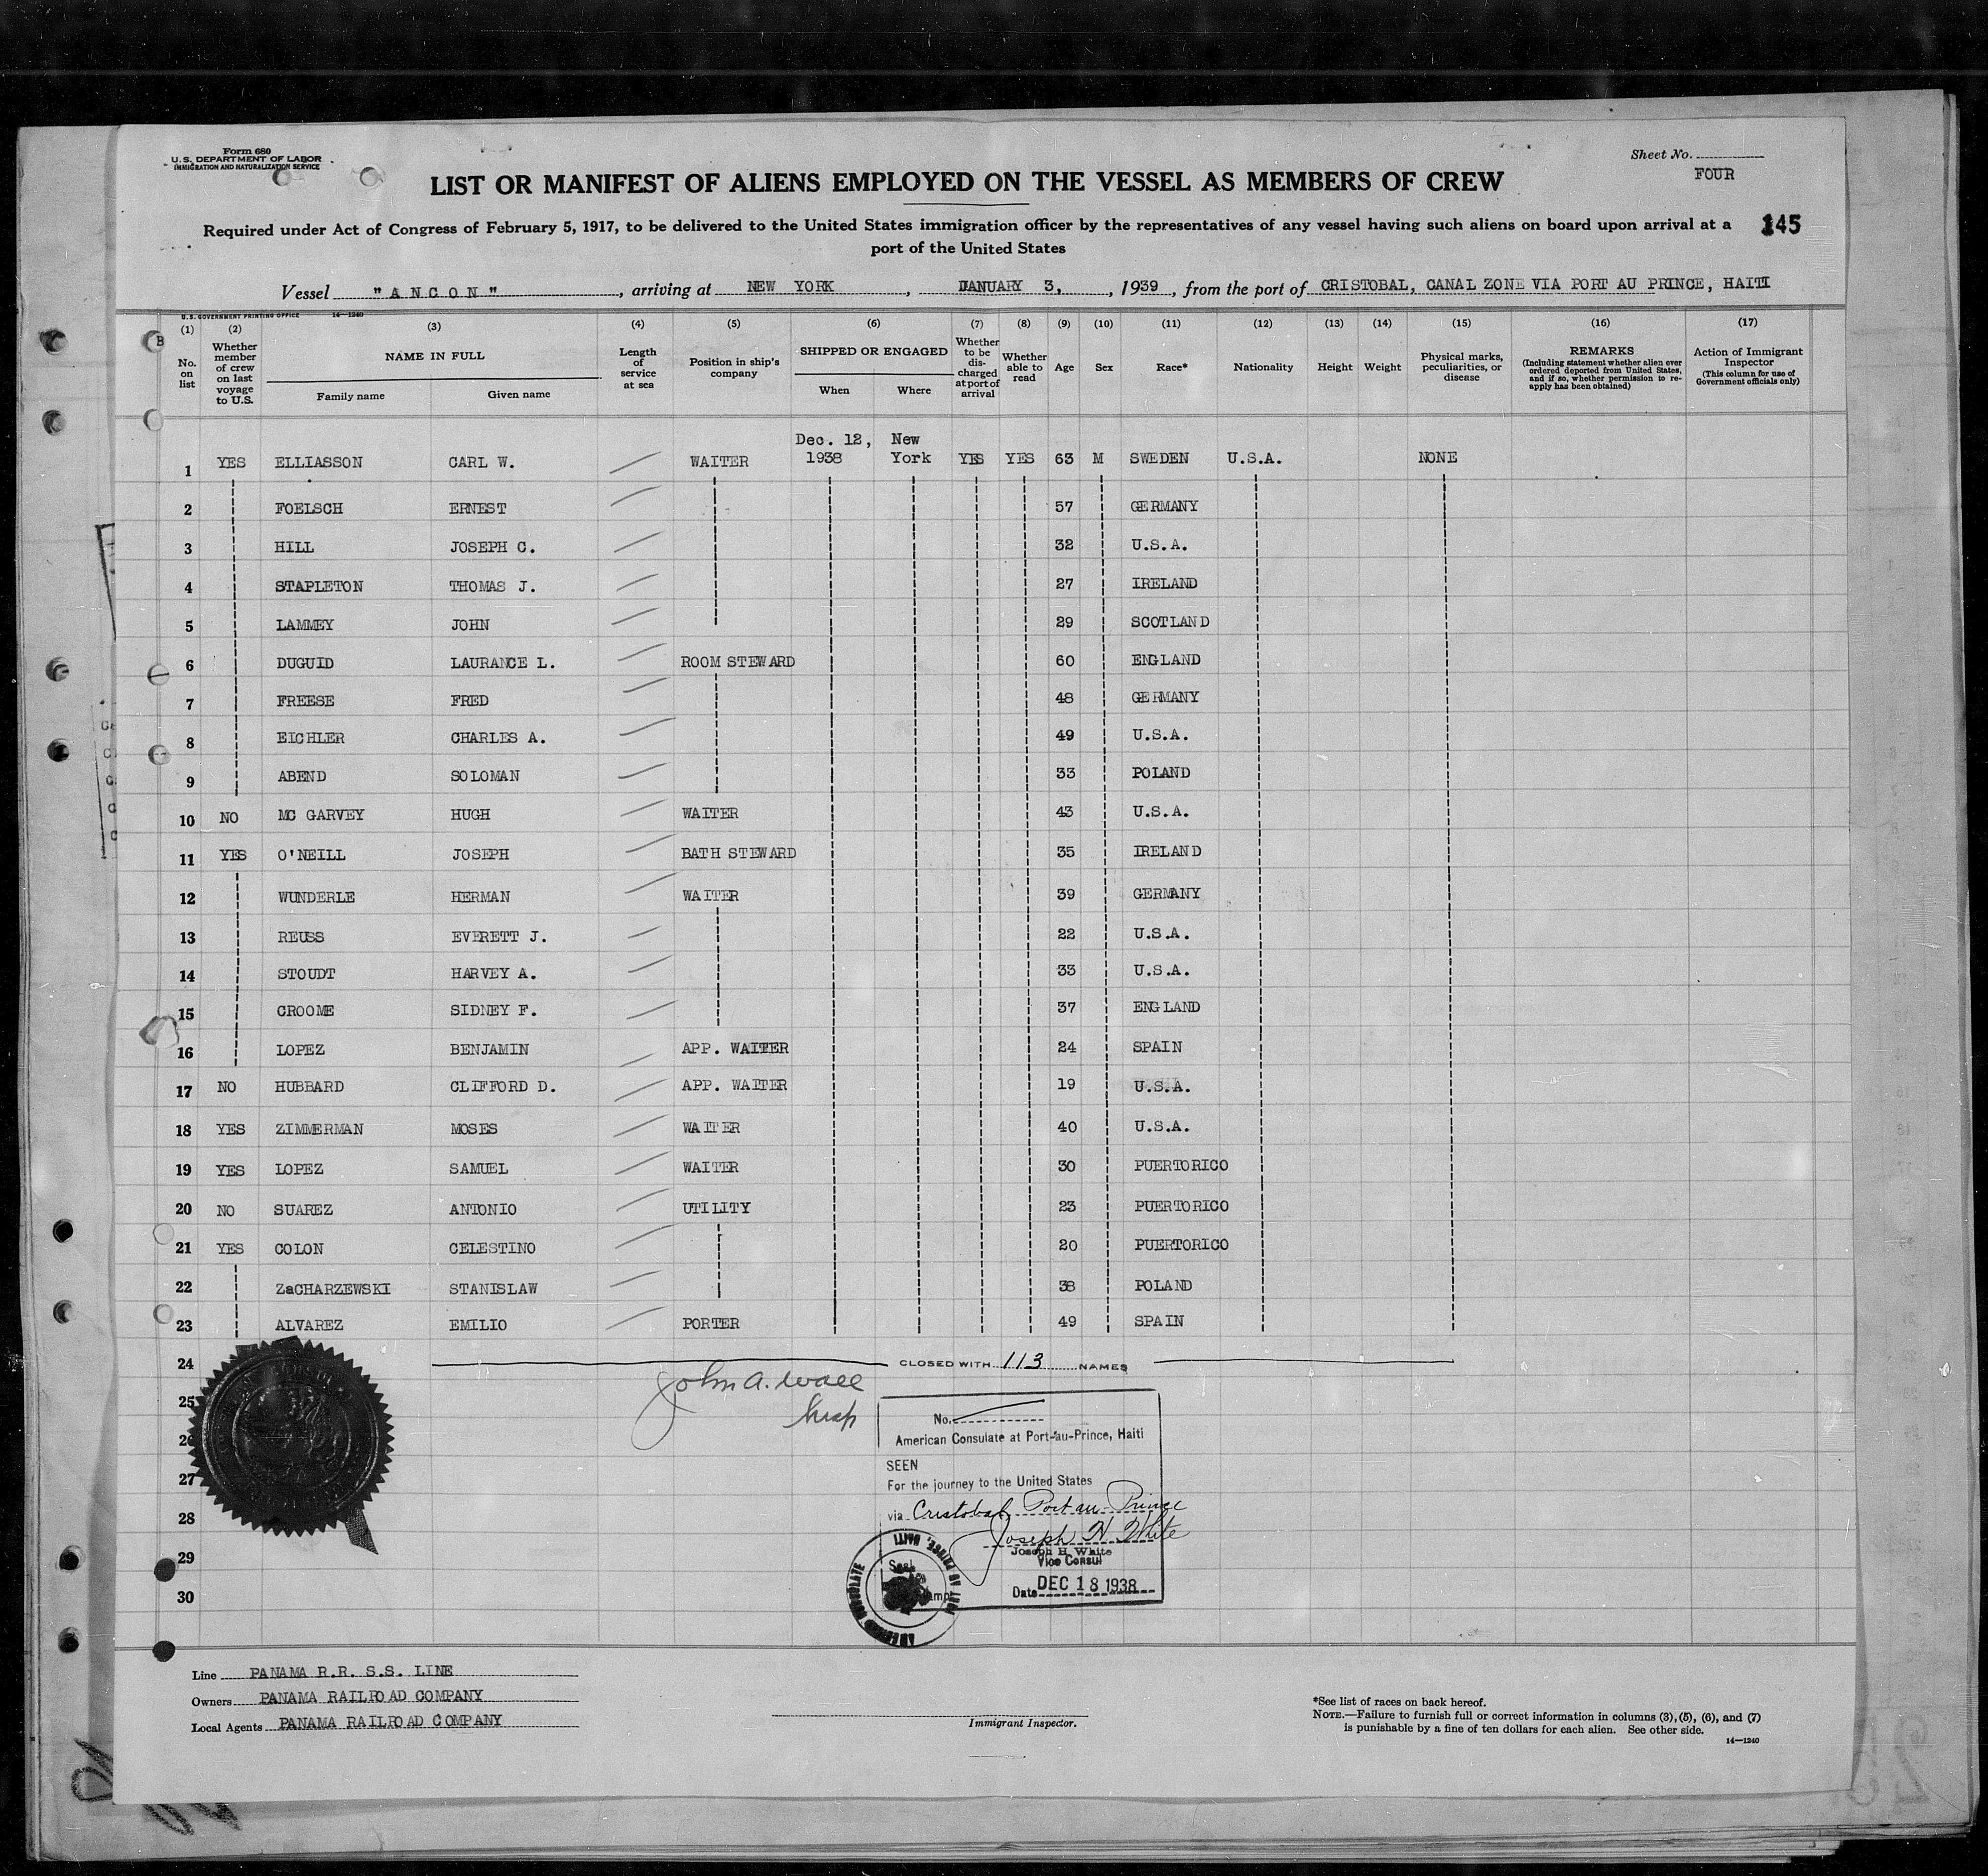 Form 680
U.S. DEPARTMENT OF LABOR
IMMIGRATION AND NATURALIZATION SERVICE
Sheet No.
FOUR
LIST OR MANIFEST OF ALIENS EMPLOYED ON THE VESSEL AS MEMBERS OF CREW
Required under Act of Congress of February 5, 1917, to be delivered to the United States immigration officer by the representatives of any vessel having such aliens on board upon arrival at a
port of the United States
145
Vessel "ANCON", arriving at NEW YORK, JANUARY 3, 1939, from the port of CRISTOBAL, CANAL ZONE VIA PORT AU PRINCE, HAITI
U.S. GOVERNMENT PRINTING OFFICE 14—1240
(1) (2) (3) (4) (5) (6) (7) (8) (9) (10) (11) (12) (13) (14) (15) (16) (17)
No. on list
Whether member of crew on last voyage to U.S.
NAME IN FULL
Family name
Given name
Length of service at sea
Position in ship's company
SHIPPED OR ENGAGED
When
Where
Whether to be discharged at port of arrival
Whether able to read
Age
Sex
Race*
Nationality
Height
Weight
Physical marks, peculiarities, or disease
REMARKS
(Including statement whether alien ever ordered deported from United States, and if so, whether permission to reapply has been obtained)
Action of Immigrant Inspector
(This column for use of Government officials only)
1 YES ELLIASSON CARL W. WAITER Dec. 12, 1938 New York YES YES 63 M SWEDEN U.S.A. NONE
2 FOELSCH ERNEST 57 GERMANY
3 HILL JOSEPH C. 32 U.S.A.
4 STAPLETON THOMAS J. 27 IRELAND
5 LAMMEY JOHN 29 SCOTLAND
6 DUGUID LAURANCE L. ROOM STEWARD 60 ENGLAND
7 FREESE FRED 48 GERMANY
8 EICHLER CHARLES A. 49 U.S.A.
9 ABEND SOLOMAN 33 POLAND
10 NO MC GARVEY HUGH WAITER 43 U.S.A.
11 YES O'NEILL JOSEPH BATH STEWARD 35 IRELAND
12 WUNDERLE HERMAN WAITER 39 GERMANY
13 REUSS EVERETT J. 22 U.S.A.
14 STOUDT HARVEY A. 33 U.S.A.
15 CROOME SIDNEY F. 37 ENGLAND
16 LOPEZ BENJAMIN APP. WAITER 24 SPAIN
17 NO HUBBARD CLIFFORD D. APP. WAITER 19 U.S.A.
18 YES ZIMMERMAN MOSES WAITER 40 U.S.A.
19 YES LOPEZ SAMUEL WAITER 30 PUERTORICO
20 NO SUAREZ ANTONIO UTILITY 23 PUERTORICO
21 YES COLON CELESTINO 20 PUERTORICO
22 ZaCHARZEWSKI STANISLAW 38 POLAND
23 ALVAREZ EMILIO PORTER 49 SPAIN
24 CLOSED WITH 113 NAMES
John A. Wall
Insp
25
26
27
28
29
30
No.
American Consulate at Port-au-Prince, Haiti
SEEN
For the journey to the United States
via Cristobal, Port au-Prince
Joseph H White
Joseph H. White
Vice Consul
Date DEC 18 1938
Seal
AMERICAN CONSULATE
PORT AU PRINCE, HAITI
Line PANAMA R.R. S.S. LINE
Owners PANAMA RAILROAD COMPANY
Local Agents PANAMA RAILROAD COMPANY
Immigrant Inspector.
*See list of races on back hereof.
NOTE.—Failure to furnish full or correct information in columns (3), (5), (6), and (7)
is punishable by a fine of ten dollars for each alien. See other side.
14—1240